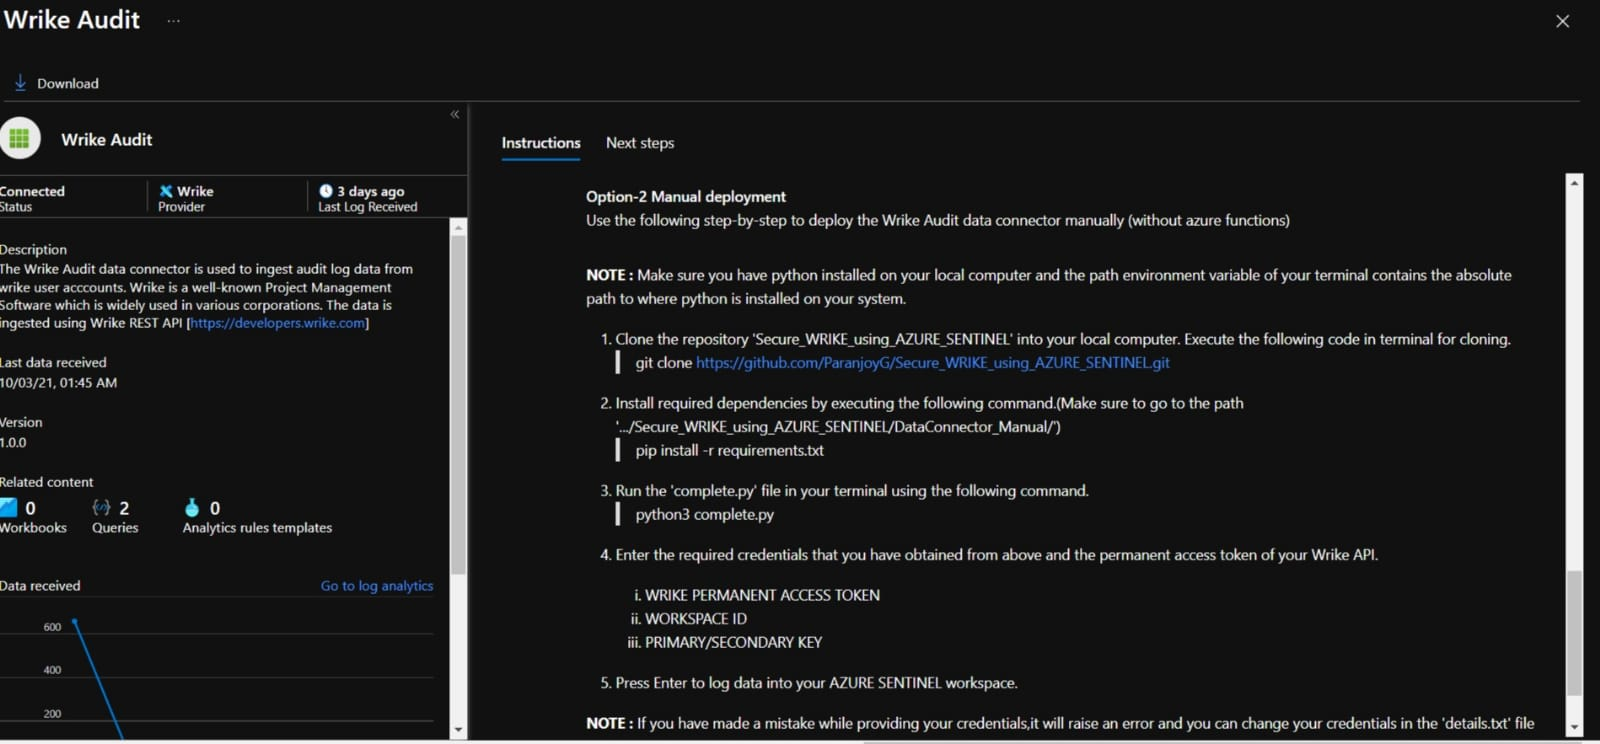 Wrike Audit ...
Download
«
Wrike Audit
Connected
Status
Wrike
Provider
3 days ago
Last Log Received
Description
The Wrike Audit data connector is used to ingest audit log data from
wrike user acccounts. Wrike is a well-known Project Management
Software which is widely used in various corporations. The data is
ingested using Wrike REST API [https://developers.wrike.com]
Last data received
10/03/21, 01:45 AM
Version
1.0.0
Related content
0
Workbooks
2
Queries
0
Analytics rules templates
Data received
Go to log analytics
600
400
200
Instructions
Next steps
Option-2 Manual deployment
Use the following step-by-step to deploy the Wrike Audit data connector manually (without azure functions)
NOTE : Make sure you have python installed on your local computer and the path environment variable of your terminal contains the absolute
path to where python is installed on your system.
1. Clone the repository 'Secure_WRIKE_using_AZURE_SENTINEL' into your local computer. Execute the following code in terminal for cloning.
git clone https://github.com/ParanjoyG/Secure_WRIKE_using_AZURE_SENTINEL.git
2. Install required dependencies by executing the following command.(Make sure to go to the path
'.../Secure_WRIKE_using_AZURE_SENTINEL/DataConnector_Manual/')
pip install -r requirements.txt
3. Run the 'complete.py' file in your terminal using the following command.
python3 complete.py
4. Enter the required credentials that you have obtained from above and the permanent access token of your Wrike API.
i. WRIKE PERMANENT ACCESS TOKEN
ii. WORKSPACE ID
iii. PRIMARY/SECONDARY KEY
5. Press Enter to log data into your AZURE SENTINEL workspace.
NOTE : If you have made a mistake while providing your credentials,it will raise an error and you can change your credentials in the 'details.txt' file